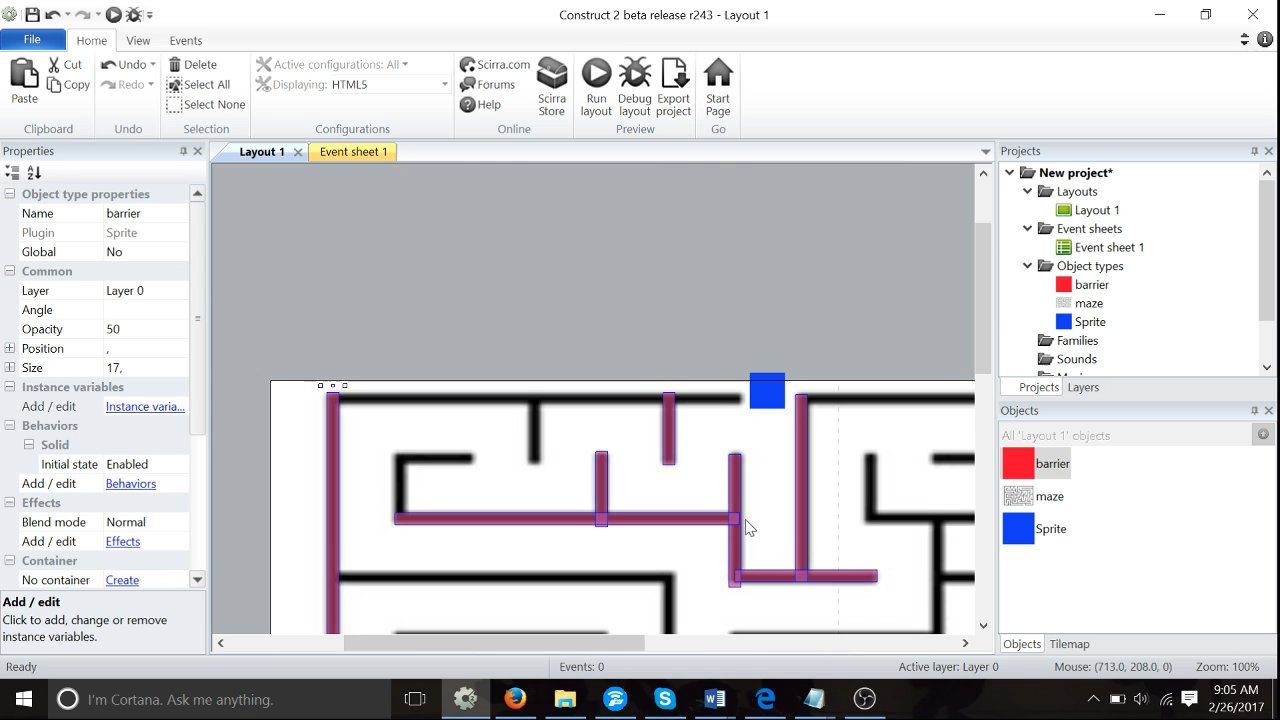 Construct 2 beta release r243 - Layout 1
File Home View Events
Paste Cut Copy Undo Redo Delete Select All Select None
Active configurations: All
Displaying: HTML5
Scirra.com Forums Help Scirra Store
Run layout Debug layout Export project Start Page
Clipboard Undo Selection Configurations Online Preview Go
Properties
Layout 1 Event sheet 1
Object type properties
Name barrier
Plugin Sprite
Global No
Common
Layer Layer 0
Angle
Opacity 50
Position ,
Size 17,
Instance variables
Add / edit Instance varia...
Behaviors
Solid
Initial state Enabled
Add / edit Behaviors
Effects
Blend mode Normal
Add / edit Effects
Container
No container Create
Add / edit
Click to add, change or remove
instance variables.
Projects
New project*
Layouts
Layout 1
Event sheets
Event sheet 1
Object types
barrier
maze
Sprite
Families
Sounds
Projects Layers
Objects
All 'Layout 1' objects
barrier
maze
Sprite
Objects Tilemap
Ready Events: 0 Active layer: Layer 0 Mouse: (713.0, 208.0, 0) Zoom: 100%
I'm Cortana. Ask me anything.
9:05 AM
2/26/2017